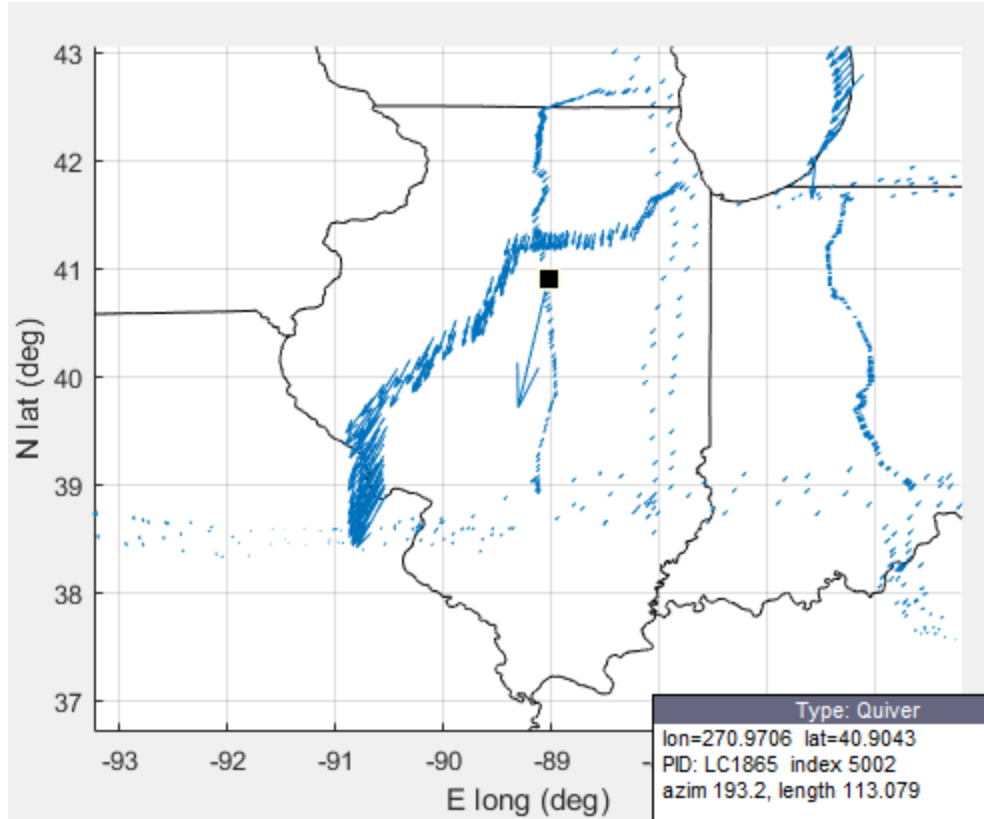 43
42
41
40
39
38
37
N lat (deg)
-93
-92
-91
-90
-89
E long (deg)
Type: Quiver
lon=270.9706 lat=40.9043
PID: LC1865 index 5002
azim 193.2, length 113.079